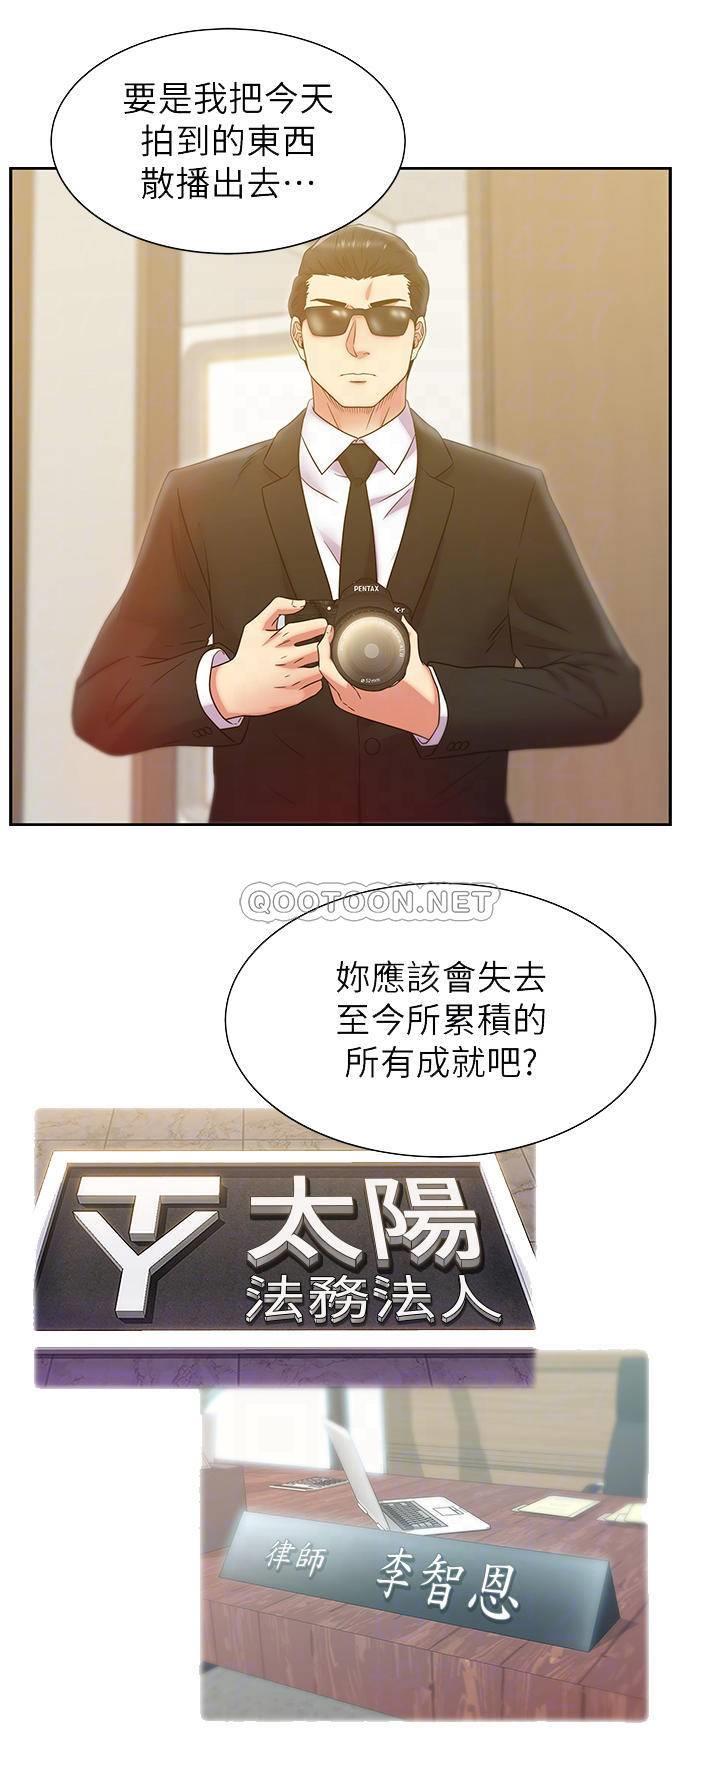 要是我把今天
拍到的東西
散播出去…
PENTAX
K-r
QOOTOON.NET
妳應該會失去
至今所累積的
所有成就吧?
TY 太陽
法務法人
律師 李智恩